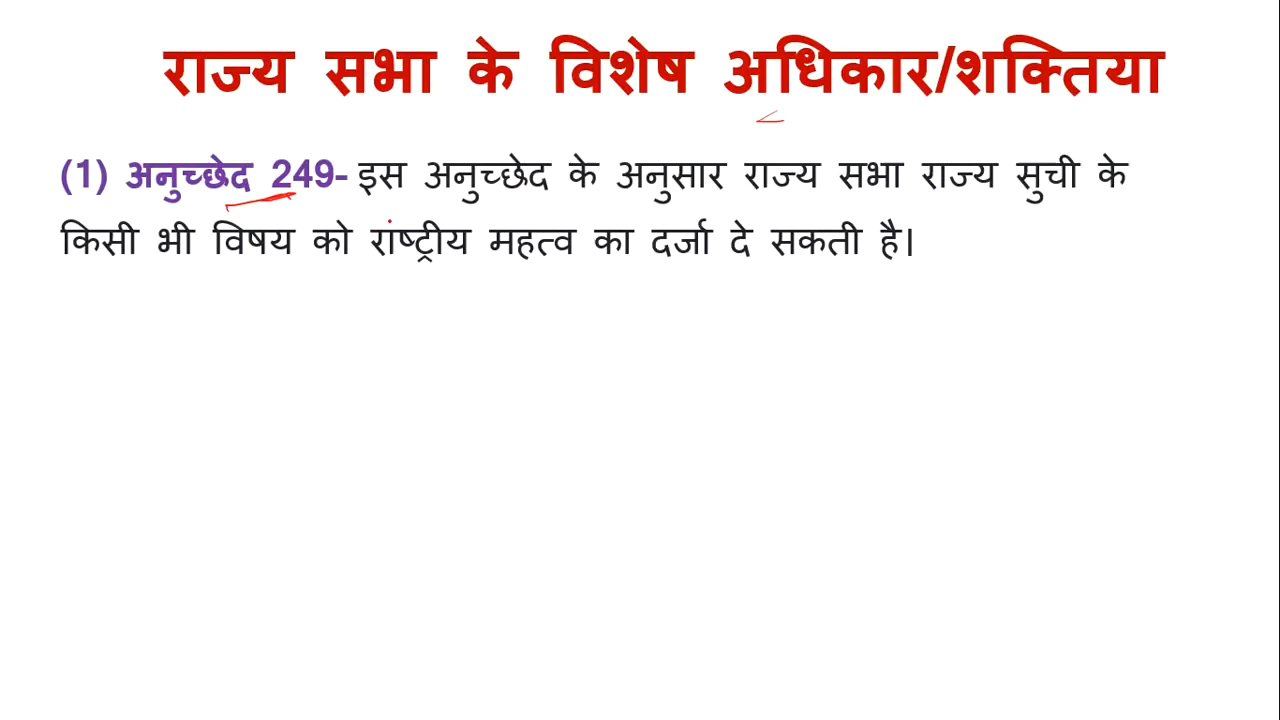 राज्य सभा के विशेष अधिकार/शक्तिया
(1) अनुच्छेद 249- इस अनुच्छेद के अनुसार राज्य सभा राज्य सुची के
किसी भी विषय को राष्ट्रीय महत्व का दर्जा दे सकती है।